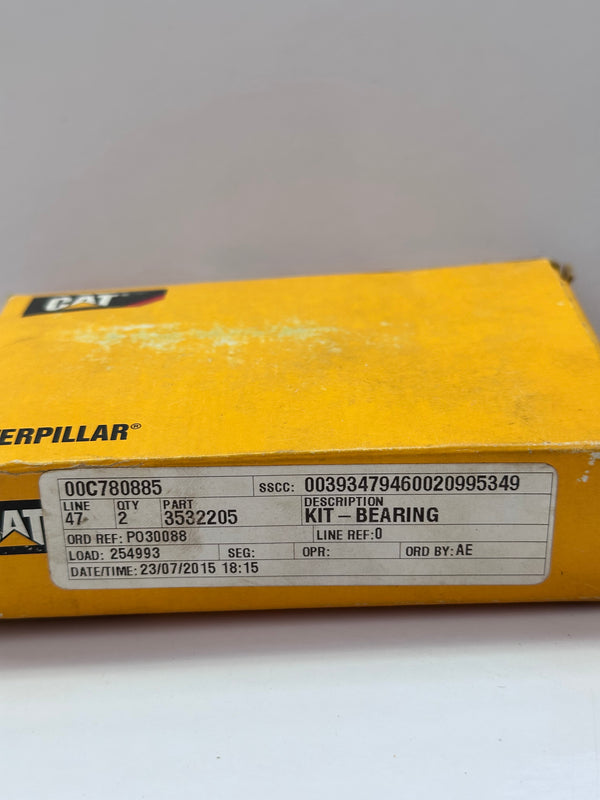 CAT
ERPILLAR®
CAT
00C780885 SSCC: 00393479460020995349
LINE QTY PART DESCRIPTION
47 2 3532205 KIT – BEARING
ORD REF: PO30088 LINE REF:0
LOAD: 254993 SEG: OPR: ORD BY: AE
DATE/TIME: 23/07/2015 18:15